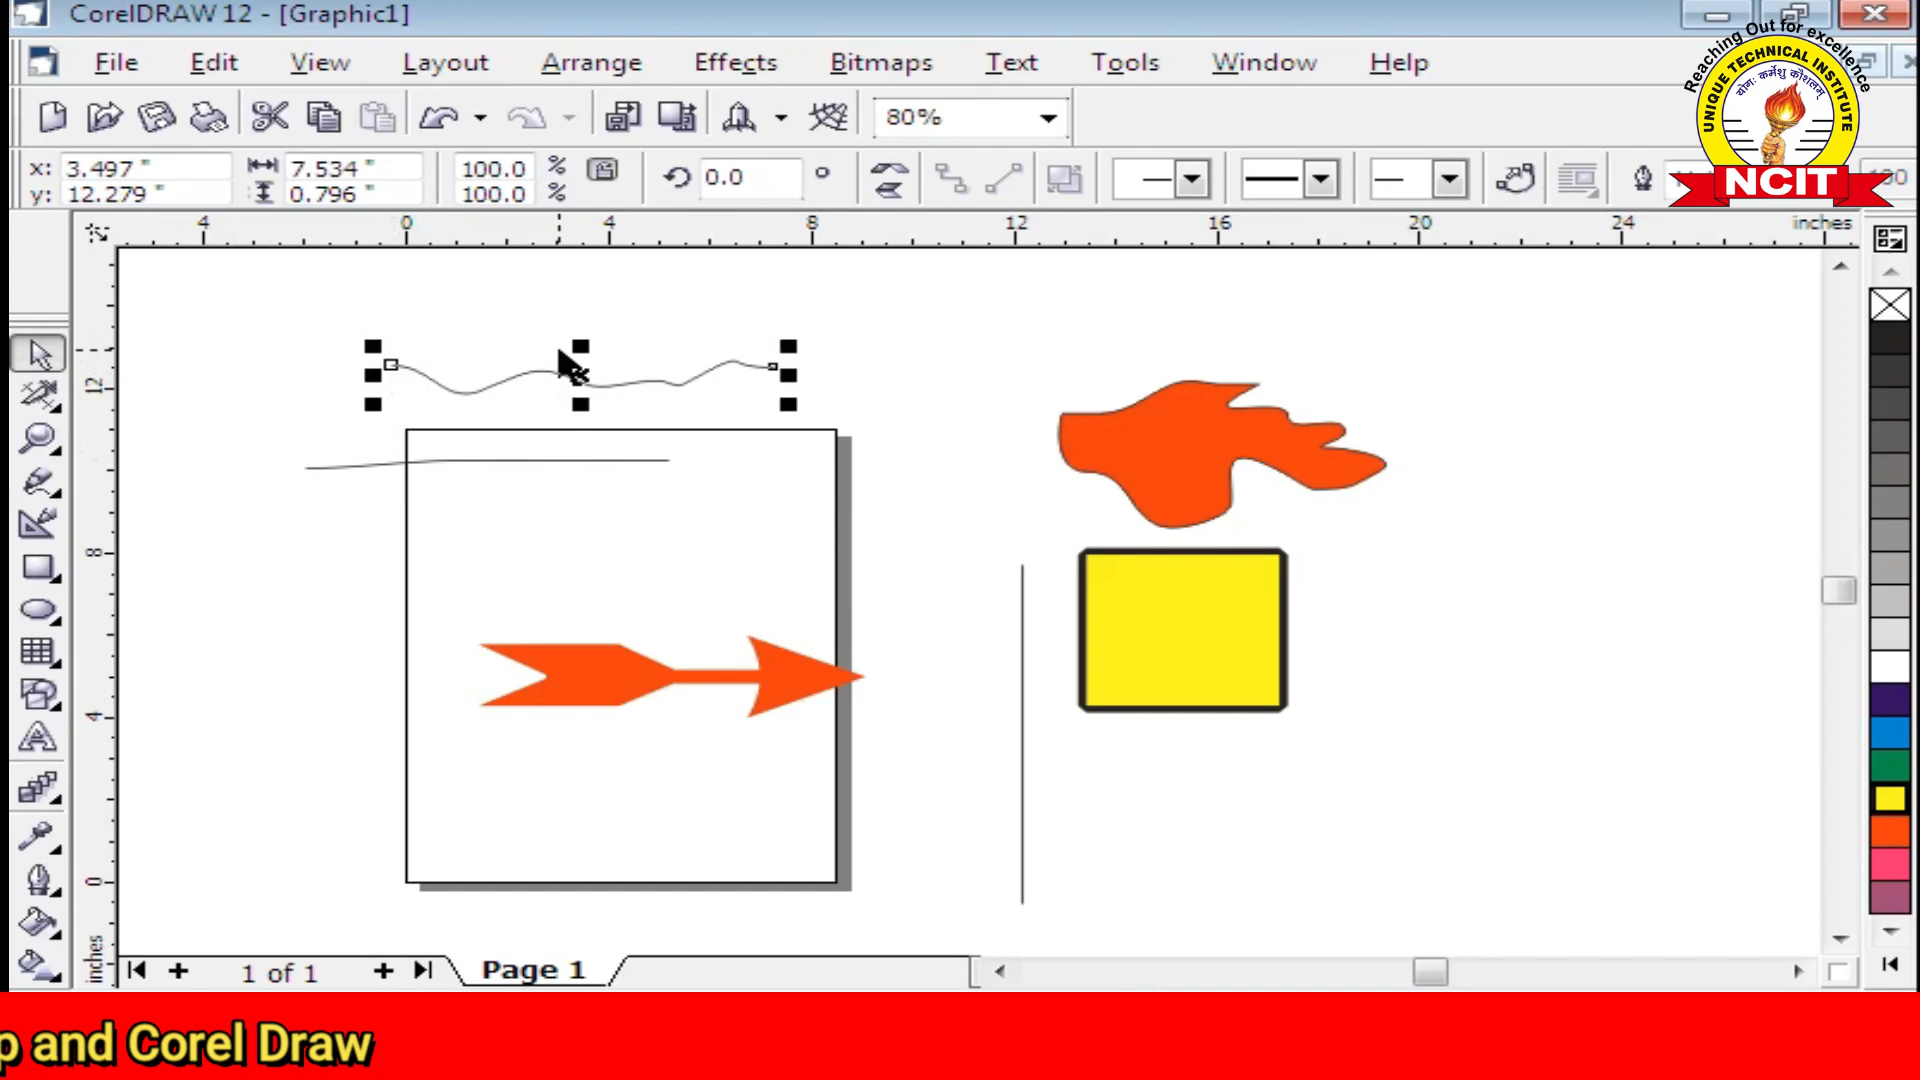 CorelDRAW 12 - [Graphic1]
File Edit View Layout Arrange Effects Bitmaps Text Tools Window Help
80%
x: 3.497 " 7.534 " 100.0 %
y: 12.279 " 0.796 " 100.0 %
0.0 °
4 0 4 8 12 16 20 24 inches
12
8
4
0
inches
1 of 1
Page 1
Reaching Out for excellence
UNIQUE TECHNICAL INSTITUTE
योगः कर्मशु कौशलम्
NCIT
p and Corel Draw